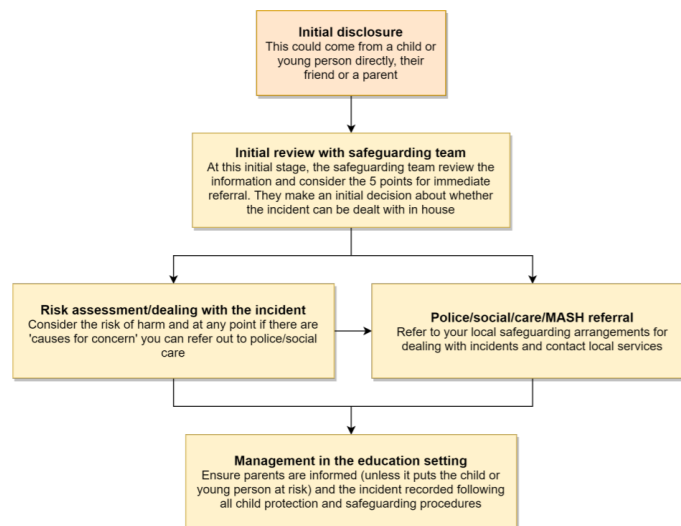 Initial disclosure
This could come from a child or
young person directly, their
friend or a parent
Initial review with safeguarding team
At this initial stage, the safeguarding team review the
information and consider the 5 points for immediate
referral. They make an initial decision about whether
the incident can be dealt with in house
Risk assessment/dealing with the incident
Consider the risk of harm and at any point if there are
'causes for concern' you can refer out to police/social
care
Police/social/care/MASH referral
Refer to your local safeguarding arrangements for
dealing with incidents and contact local services
Management in the education setting
Ensure parents are informed (unless it puts the child or
young person at risk) and the incident recorded following
all child protection and safeguarding procedures